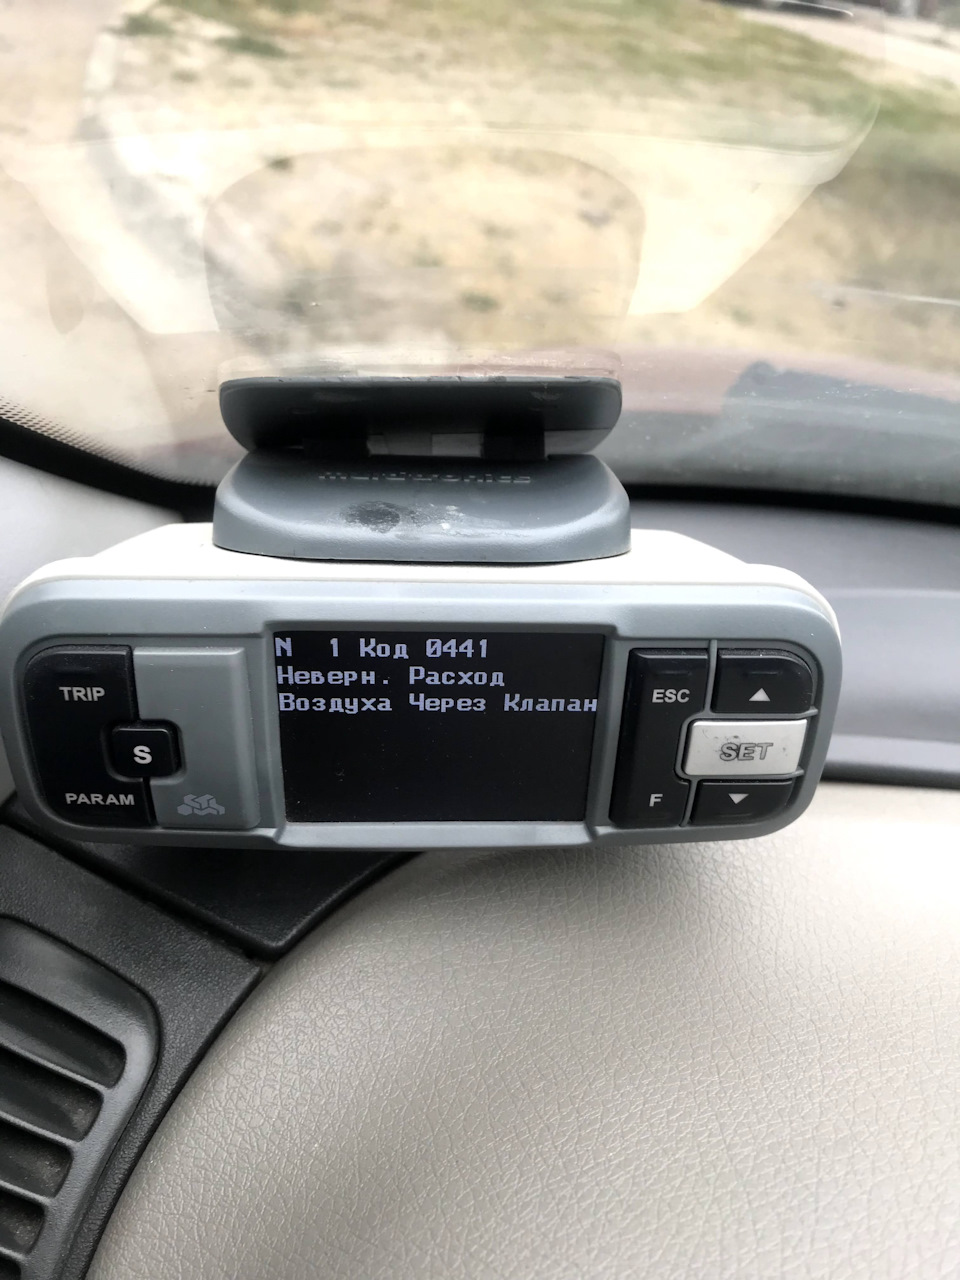 N 1 Код 0441
Неверн. Расход
Воздуха Через Клапан
TRIP
S
PARAM
ESC
SET
F